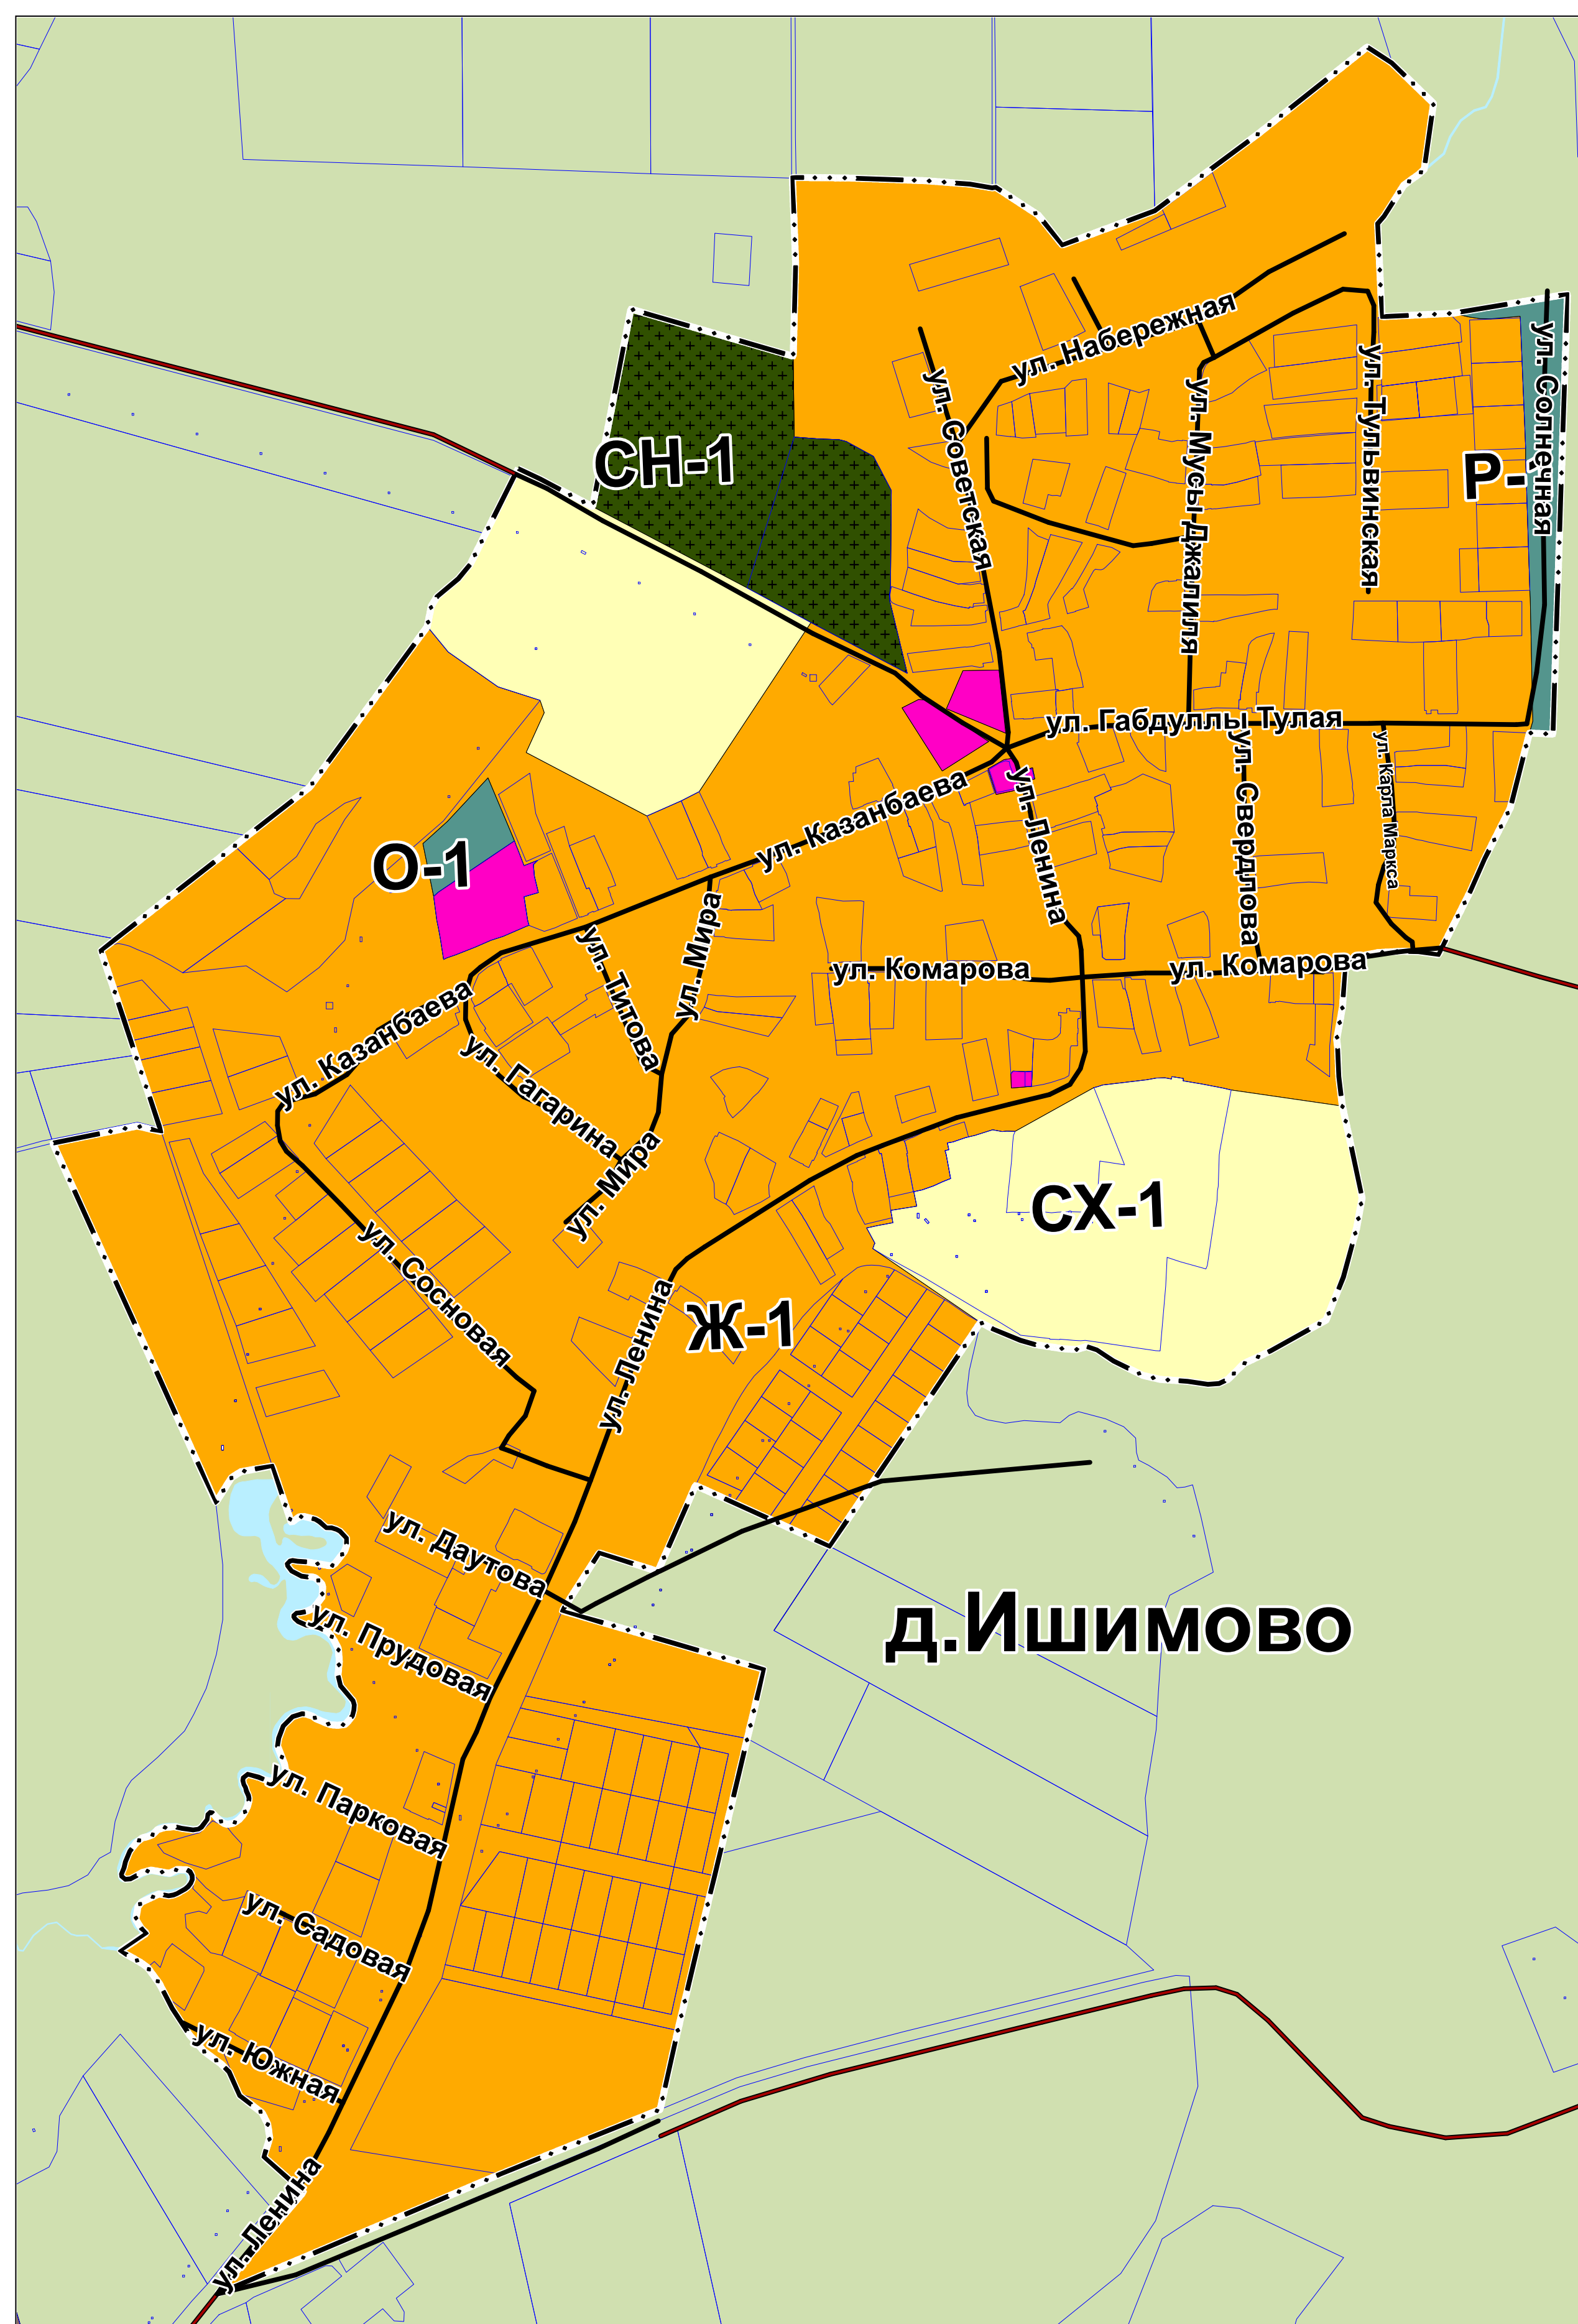 ул. Набережная
ул. Советская
ул. Мусы Джалиля
ул. Тульвинская
ул. Солнечная
СН-1
Р-
ул. Габдуллы Тулая
ул. Казанбаева
ул. Ленина
ул. Свердлова
ул. Карла Маркса
О-1
ул. Мира
ул. Титова
ул. Комарова
ул. Комарова
ул. Казанбаева
ул. Гагарина
ул. Мира
СХ-1
ул. Сосновая
ул. Ленина
Ж-1
ул. Даутова
д.Ишимово
ул. Прудовая
ул. Парковая
ул. Садовая
ул. Южная
ул. Ленина